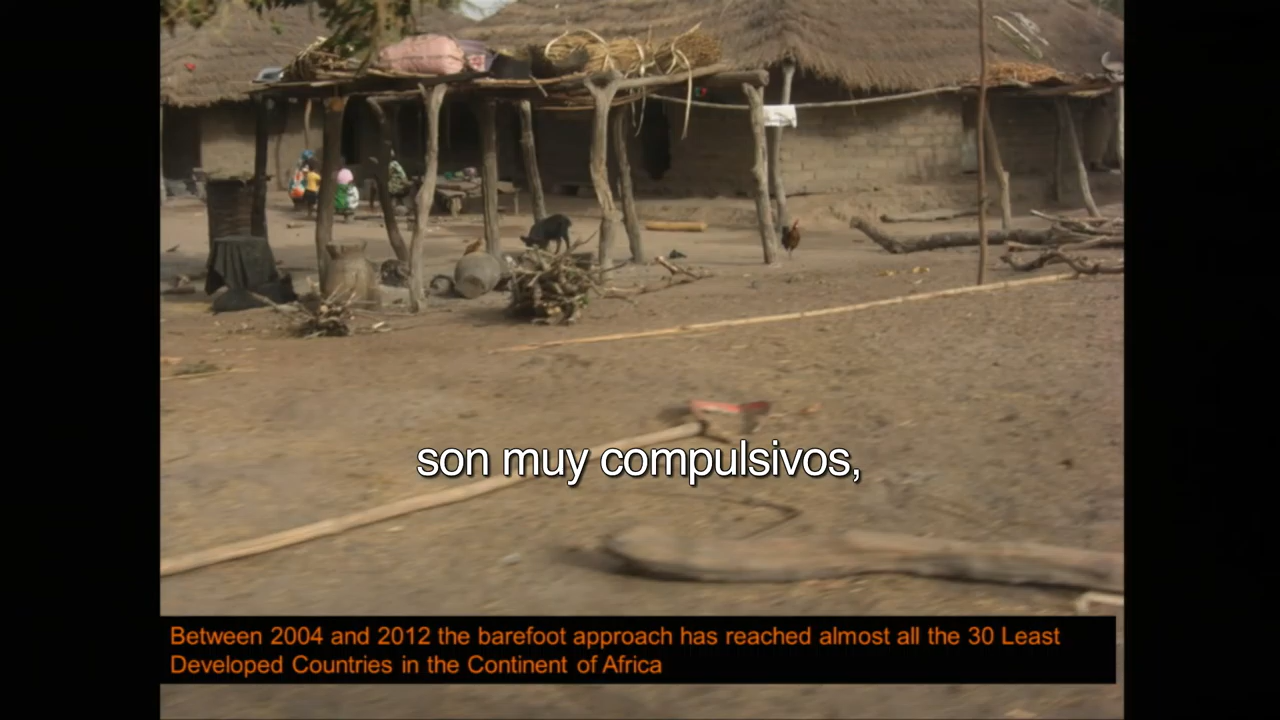 son muy compulsivos,
Between 2004 and 2012 the barefoot approach has reached almost all the 30 Least
Developed Countries in the Continent of Africa